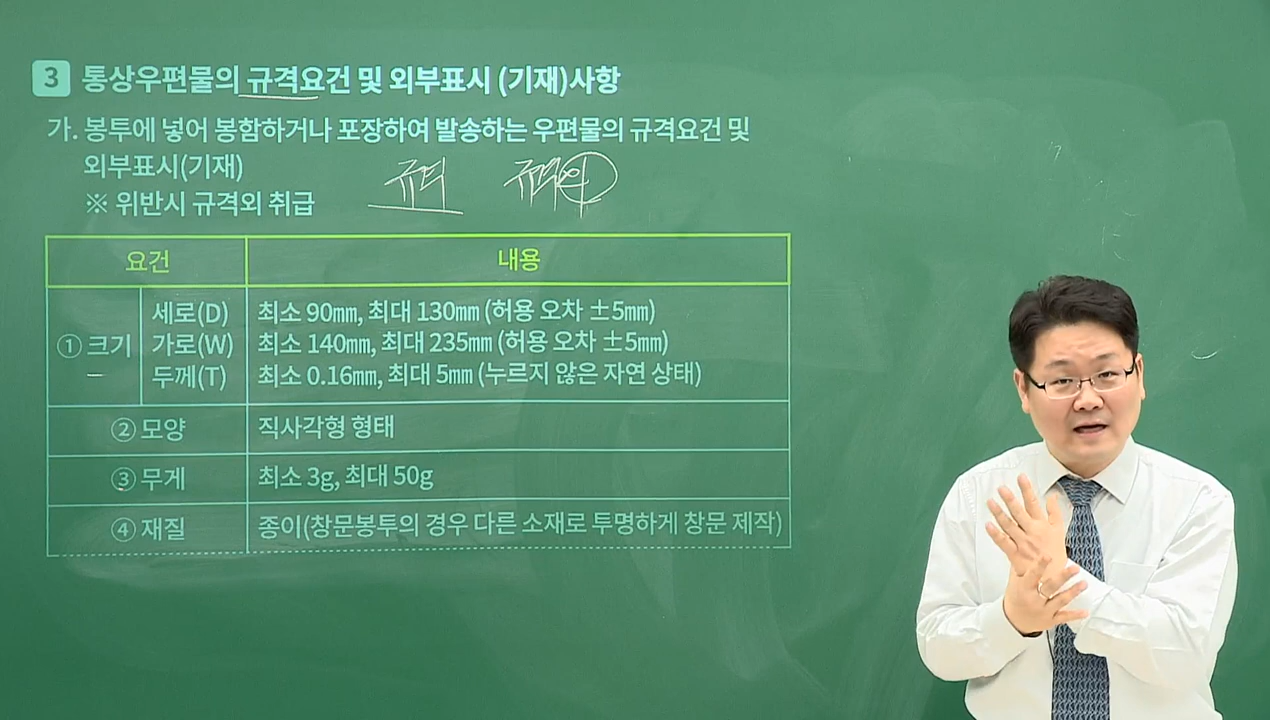 3 통상우편물의 규격요건 및 외부표시 (기재)사항
가. 봉투에 넣어 봉함하거나 포장하여 발송하는 우편물의 규격요건 및
외부표시(기재)
규격 규격외
※ 위반시 규격외 취급
요건 내용
① 크기 세로(D) 최소 90㎜, 최대 130㎜ (허용 오차 ±5㎜)
가로(W) 최소 140㎜, 최대 235㎜ (허용 오차 ±5㎜)
두께(T) 최소 0.16㎜, 최대 5㎜ (누르지 않은 자연 상태)
② 모양 직사각형 형태
③ 무게 최소 3g, 최대 50g
④ 재질 종이(창문봉투의 경우 다른 소재로 투명하게 창문 제작)